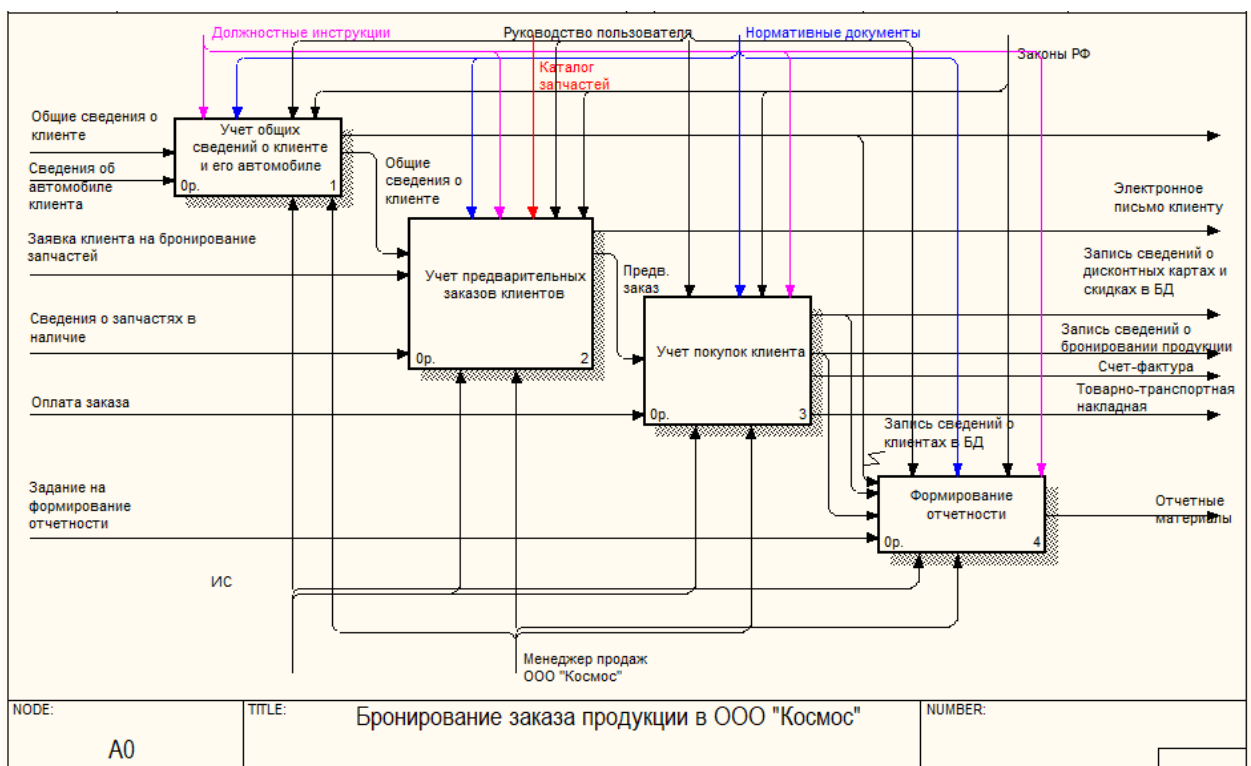 Должностные инструкции
Руководство пользователя
Нормативные документы
Законы РФ
Каталог
запчастей
Общие сведения о
клиенте
Учет общих
сведений о клиенте
и его автомобиле
0р.
1
Сведения об
автомобиле
клиента
Общие
сведения о
клиенте
Электронное
письмо клиенту
Заявка клиента на бронирование
запчастей
Учет предварительных
заказов клиентов
0р.
2
Предв.
заказ
Запись сведений о
дисконтных картах и
скидках в БД
Сведения о запчастях в
наличие
Учет покупок клиента
0р.
3
Запись сведений о
бронировании продукции
Счет-фактура
Товарно-транспортная
накладная
Оплата заказа
Запись сведений о
клиентах в БД
Задание на
формирование
отчетности
Формирование
отчетности
0р.
4
Отчетные
материалы
ИС
Менеджер продаж
ООО "Космос"
NODE:
A0
TITLE:
Бронирование заказа продукции в ООО "Космос"
NUMBER: